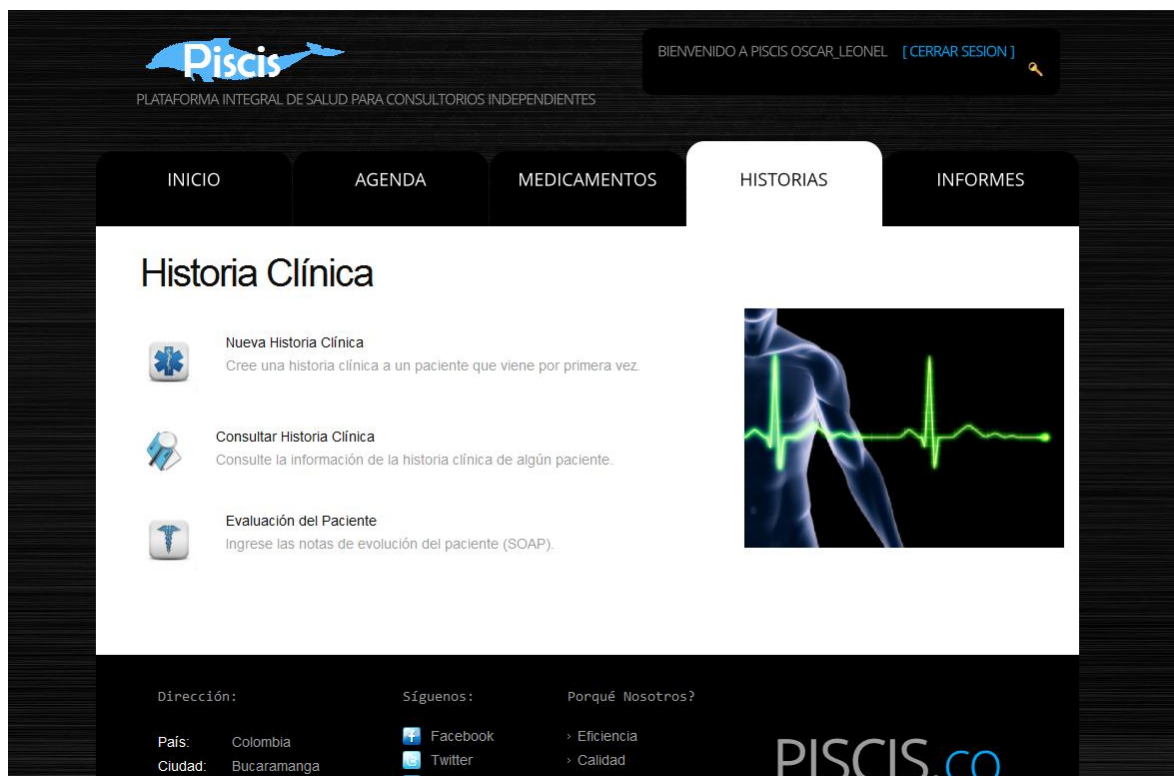 Piscis
BIENVENIDO A PISCIS OSCAR_LEONEL [ CERRAR SESION ]
PLATAFORMA INTEGRAL DE SALUD PARA CONSULTORIOS INDEPENDIENTES
INICIO
AGENDA
MEDICAMENTOS
HISTORIAS
INFORMES
Historia Clínica
Nueva Historia Clínica
Cree una historia clínica a un paciente que viene por primera vez.
Consultar Historia Clínica
Consulte la información de la historia clínica de algún paciente.
Evaluación del Paciente
Ingrese las notas de evolución del paciente (SOAP).
Dirección:
País: Colombia
Ciudad: Bucaramanga
Síguenos:
Facebook
Twitter
Porqué Nosotros?
› Eficiencia
› Calidad
PISCIS.CO